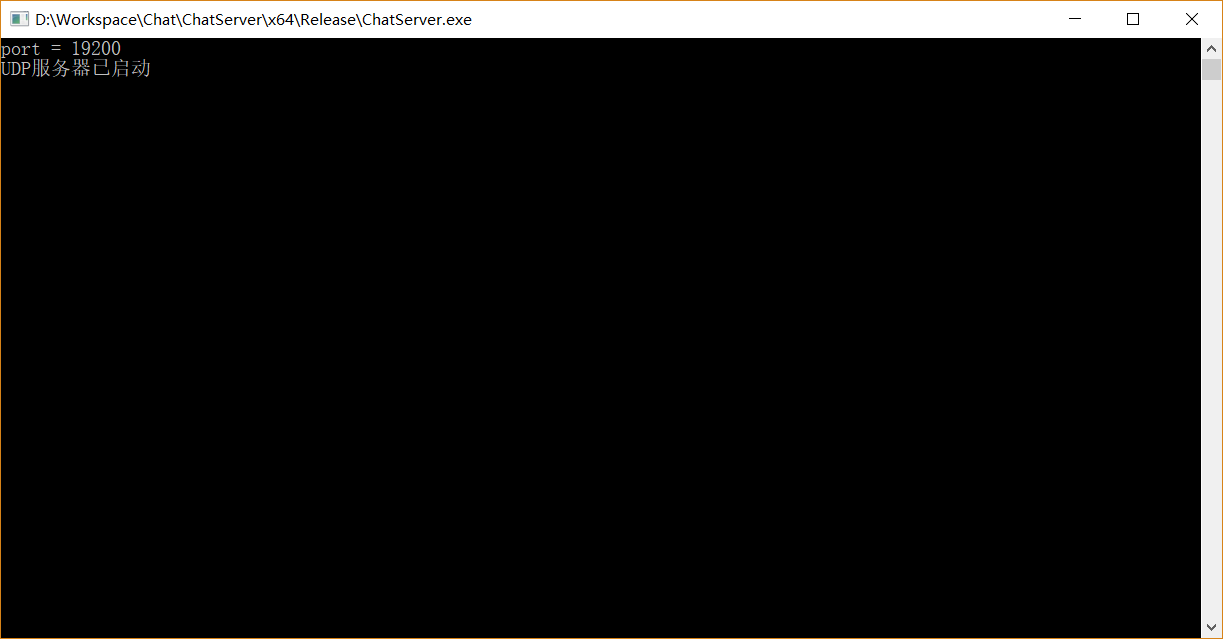 D:\Workspace\Chat\ChatServer\x64\Release\ChatServer.exe
port = 19200
UDP服务器已启动